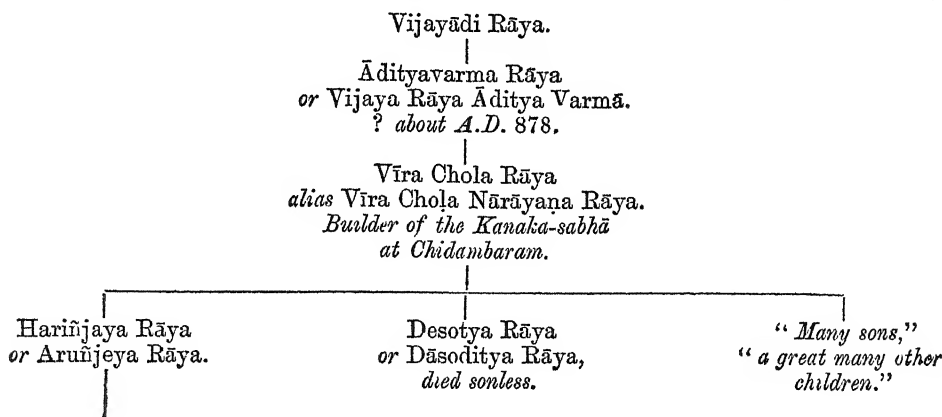 Vijayādi Rāya.
Ādityavarma Rāya
or Vijaya Rāya Āditya Varmā.
? about A.D. 878.
Vīra Chola Rāya
alias Vīra Choḷa Nārāyaṇa Rāya.
Builder of the Kanaka-sabhā
at Chidambaram.
Hariñjaya Rāya
or Aruñjeya Rāya.
Desotya Rāya
or Dāsoditya Rāya,
died sonless.
“ Many sons,”
“ a great many other
children.”